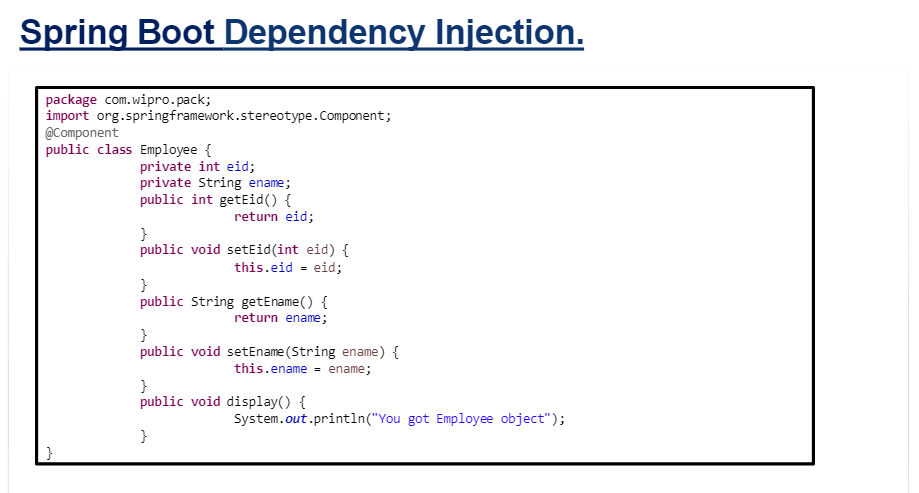 Spring Boot Dependency Injection.
package com.wipro.pack;
import org.springframework.stereotype.Component;
@Component
public class Employee {
private int eid;
private String ename;
public int getEid() {
return eid;
}
public void setEid(int eid) {
this.eid = eid;
}
public String getEname() {
return ename;
}
public void setEname(String ename) {
this.ename = ename;
}
public void display() {
System.out.println("You got Employee object");
}
}